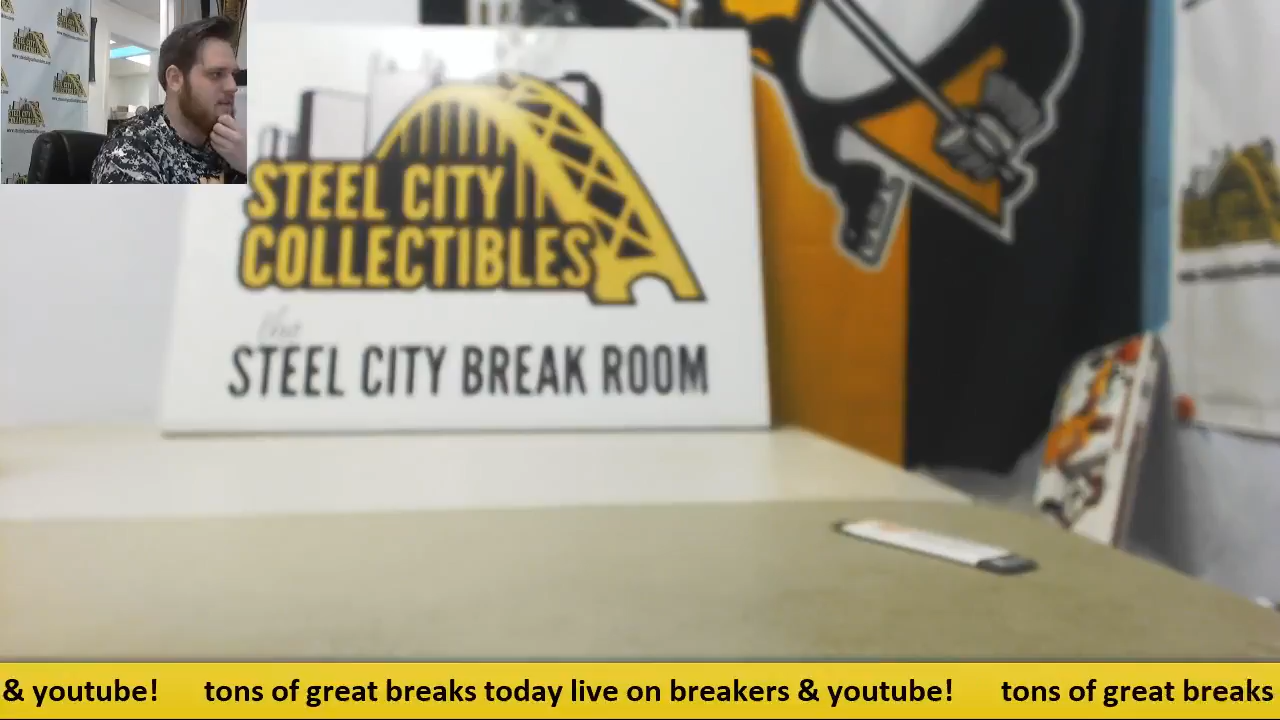 STEEL CITY
COLLECTIBLES
the
STEEL CITY BREAK ROOM
& youtube! tons of great breaks today live on breakers & youtube! tons of great breaks